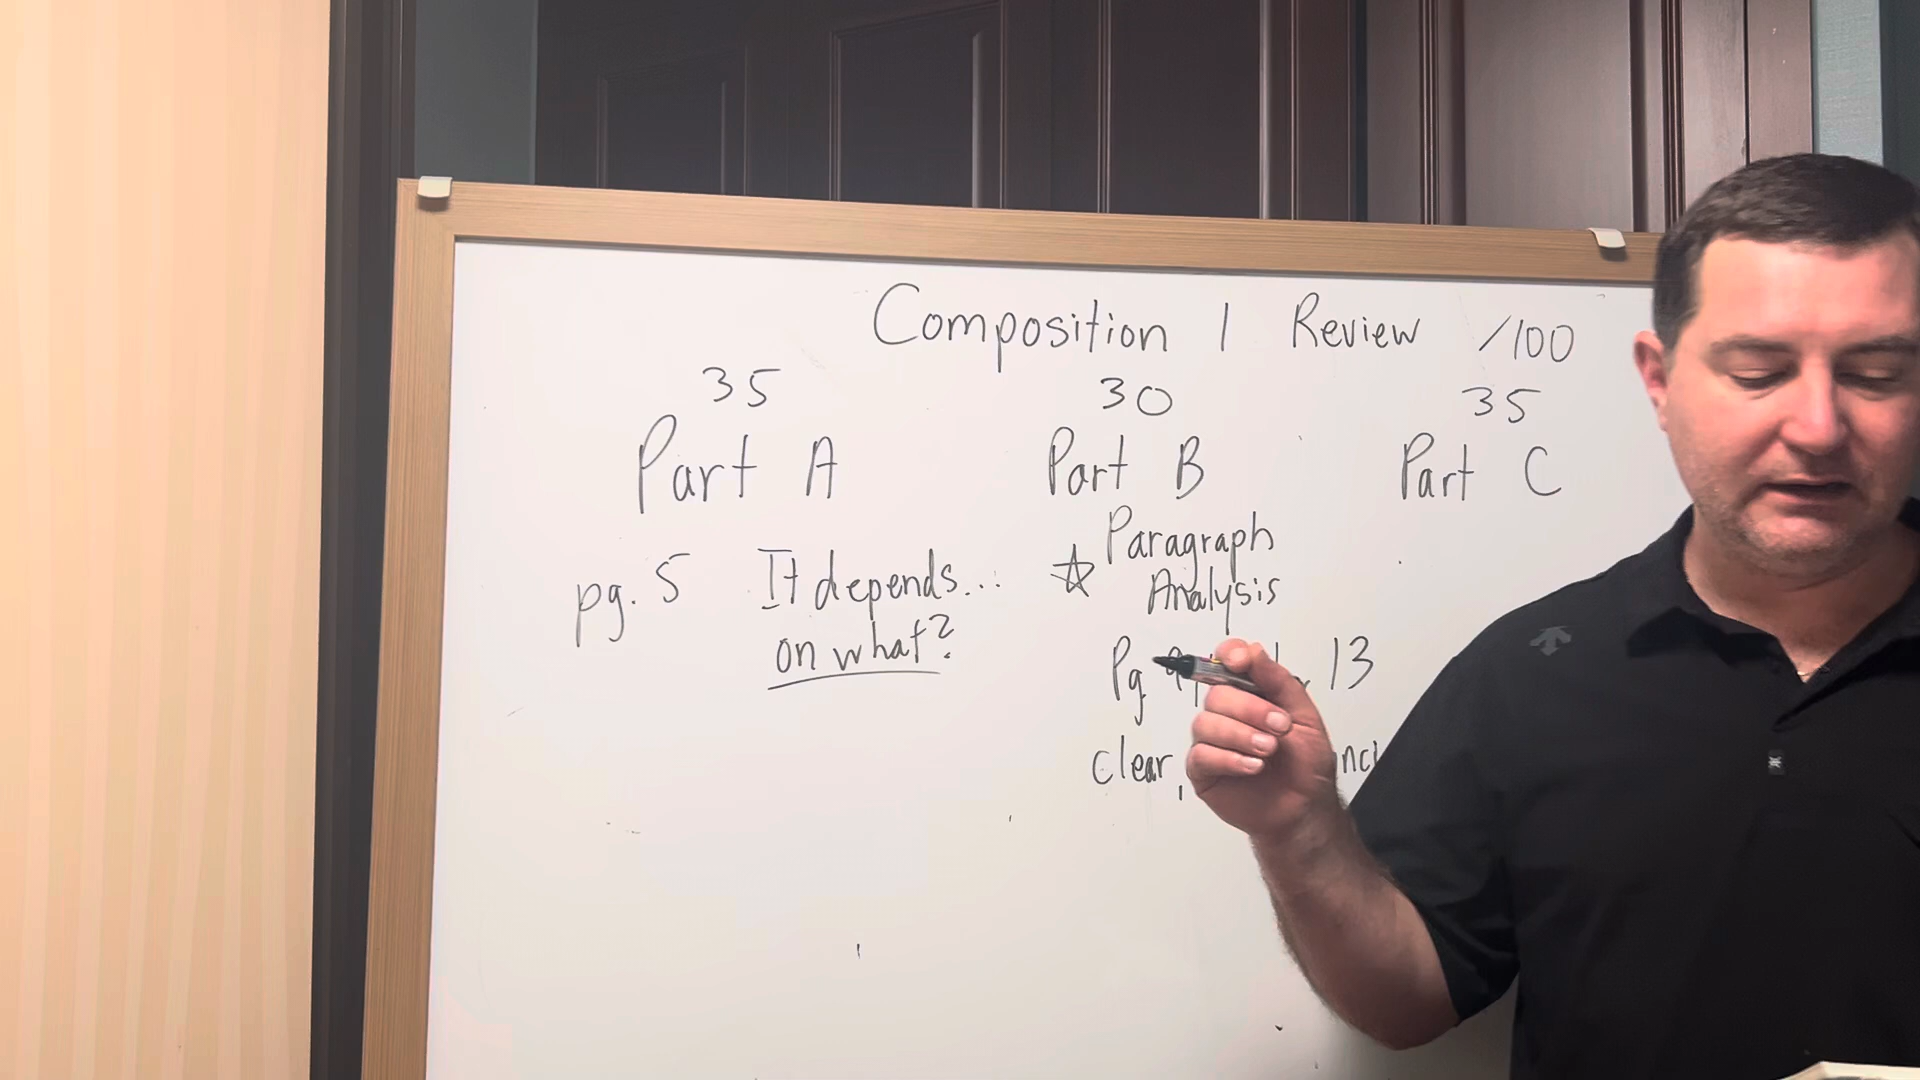 Composition 1 Review /100
35 30 35
Part A Part B Part C
pg. 5 It depends...
on what?
☆ Paragraph
Analysis
Pg 13
clear